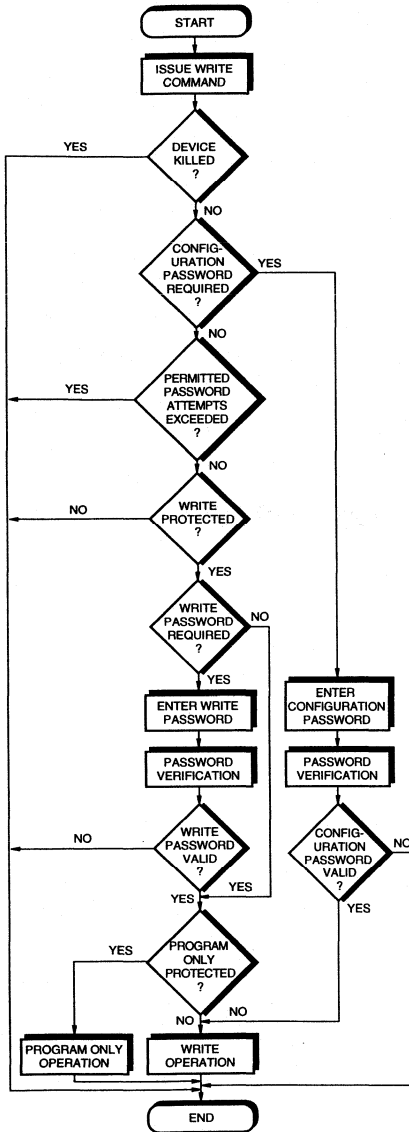 START
ISSUE WRITE
COMMAND
YES
DEVICE
KILLED
?
NO
CONFIG-
URATION
PASSWORD
REQUIRED
?
YES
NO
YES
PERMITTED
PASSWORD
ATTEMPTS
EXCEEDED
?
NO
NO
WRITE
PROTECTED
?
YES
WRITE
PASSWORD
REQUIRED
?
NO
YES
ENTER WRITE
PASSWORD
ENTER
CONFIGURATION
PASSWORD
PASSWORD
VERIFICATION
PASSWORD
VERIFICATION
NO
WRITE
PASSWORD
VALID
?
CONFIG-
URATION
PASSWORD
VALID
?
NO
YES
YES
YES
YES
PROGRAM
ONLY
PROTECTED
?
NO
NO
PROGRAM ONLY
OPERATION
WRITE
OPERATION
END